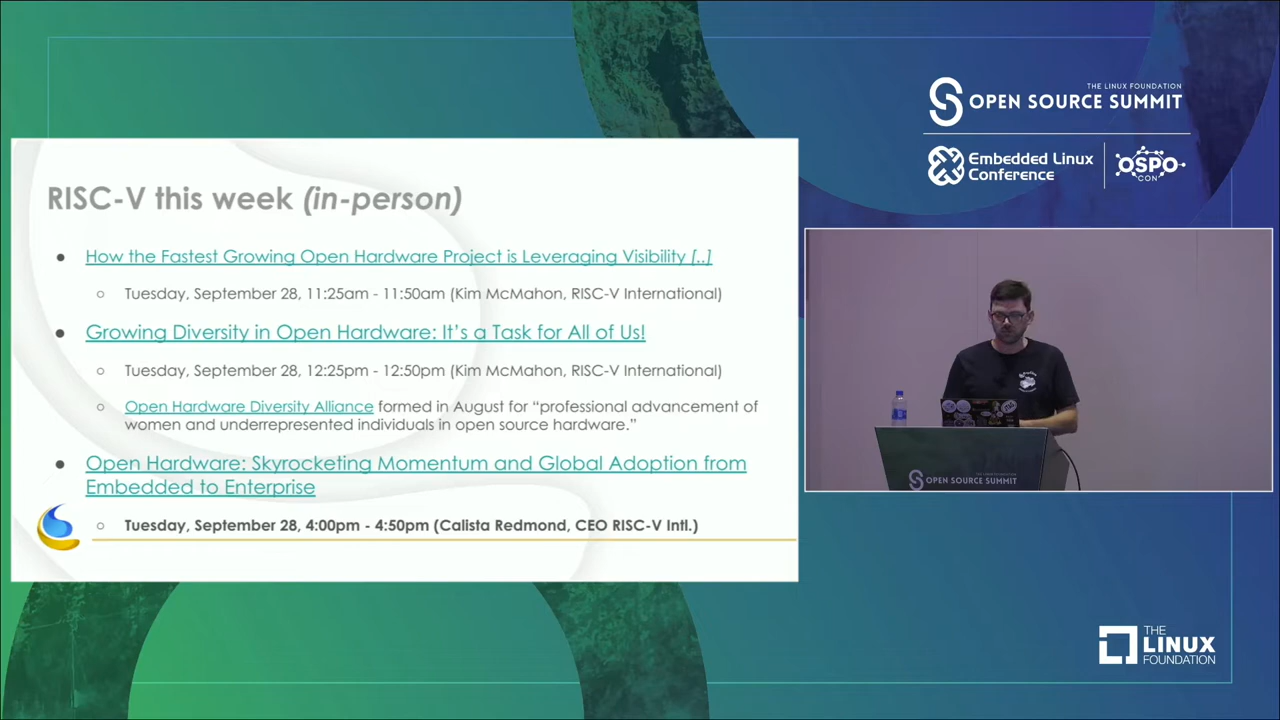 RISC-V this week (in-person)
How the Fastest Growing Open Hardware Project is Leveraging Visibility [..]
Tuesday, September 28, 11:25am - 11:50am (Kim McMahon, RISC-V International)
Growing Diversity in Open Hardware: It’s a Task for All of Us!
Tuesday, September 28, 12:25pm - 12:50pm (Kim McMahon, RISC-V International)
Open Hardware Diversity Alliance formed in August for “professional advancement of
women and underrepresented individuals in open source hardware.”
Open Hardware: Skyrocketing Momentum and Global Adoption from
Embedded to Enterprise
Tuesday, September 28, 4:00pm - 4:50pm (Calista Redmond, CEO RISC-V Intl.)
THE LINUX FOUNDATION
OPEN SOURCE SUMMIT
Embedded Linux
Conference
OSPO
CON
OPEN SOURCE SUMMIT
THE
LINUX
FOUNDATION